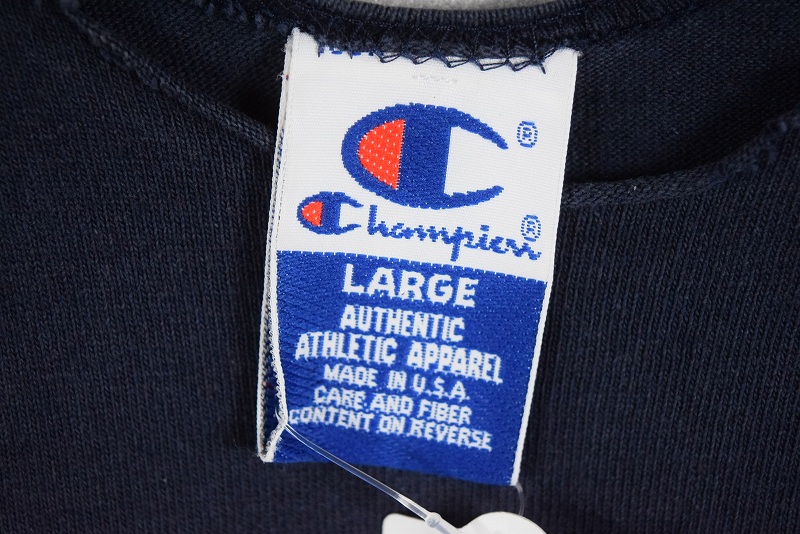 ®
Champion®
LARGE
AUTHENTIC
ATHLETIC APPAREL
MADE IN U.S.A.
CARE AND FIBER
CONTENT ON REVERSE